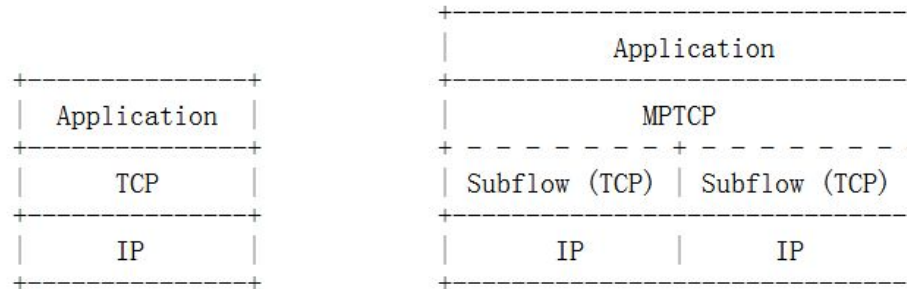 Application
Application
MPTCP
TCP
Subflow (TCP) | Subflow (TCP)
IP
IP | IP